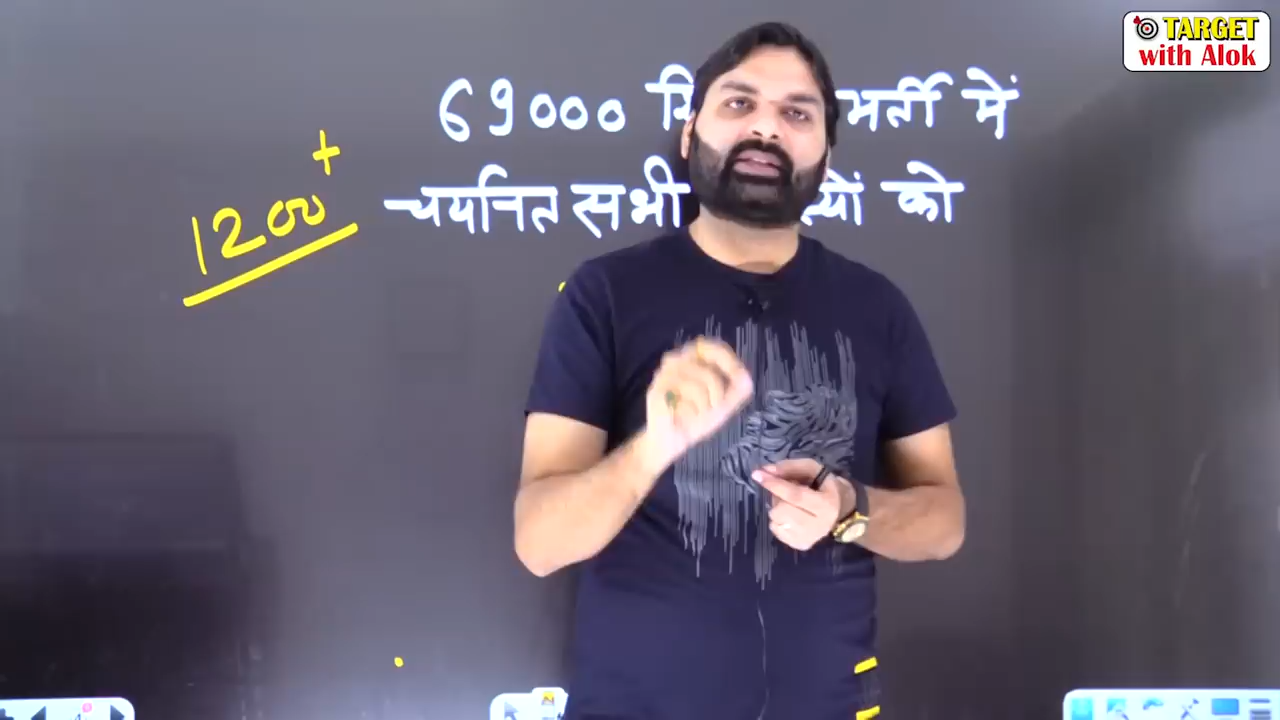 TARGET
with Alok
69000 भर्ती में
चयनित सभी को
1200+